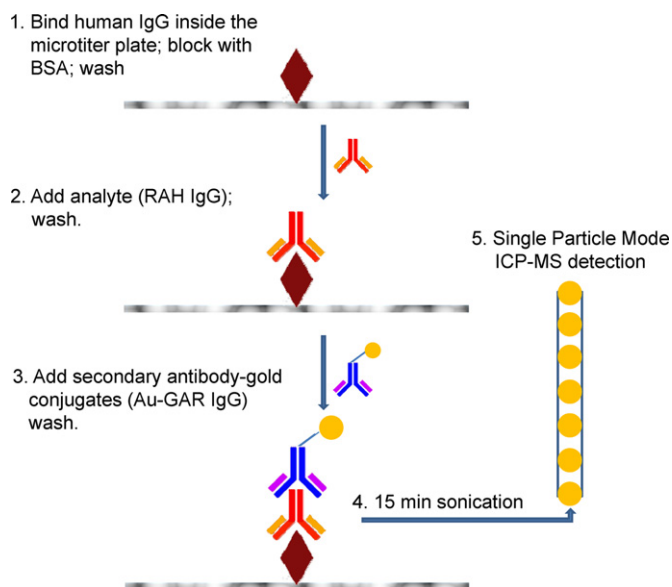 1. Bind human IgG inside the
microtiter plate; block with
BSA; wash
2. Add analyte (RAH IgG);
wash.
5. Single Particle Mode
ICP-MS detection
3. Add secondary antibody-gold
conjugates (Au-GAR IgG)
wash.
4. 15 min sonication